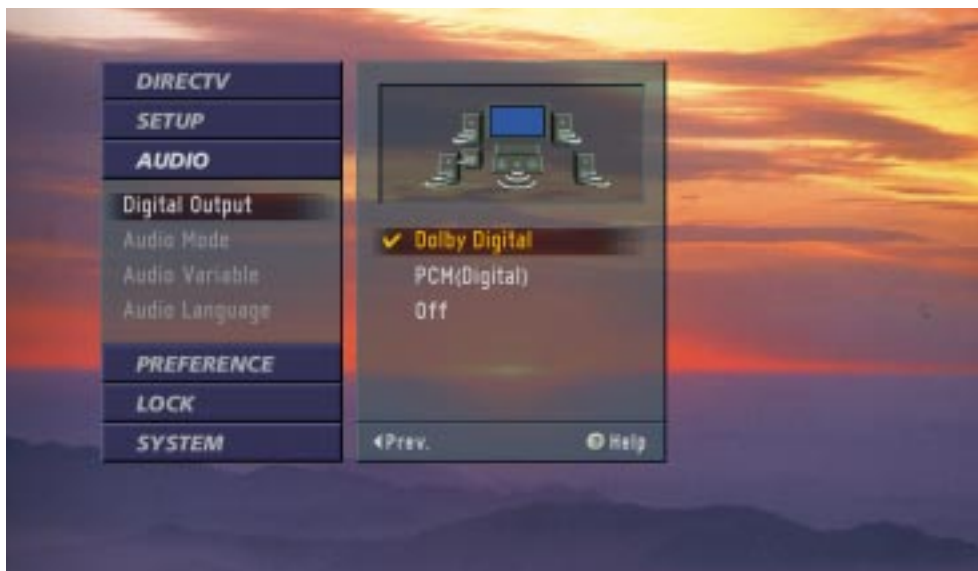 DIRECTV
SETUP
AUDIO
Digital Output
Audio Mode
Audio Variable
Audio Language
PREFERENCE
LOCK
SYSTEM
✔ Dolby Digital
PCM(Digital)
Off
◀Prev.
? Help